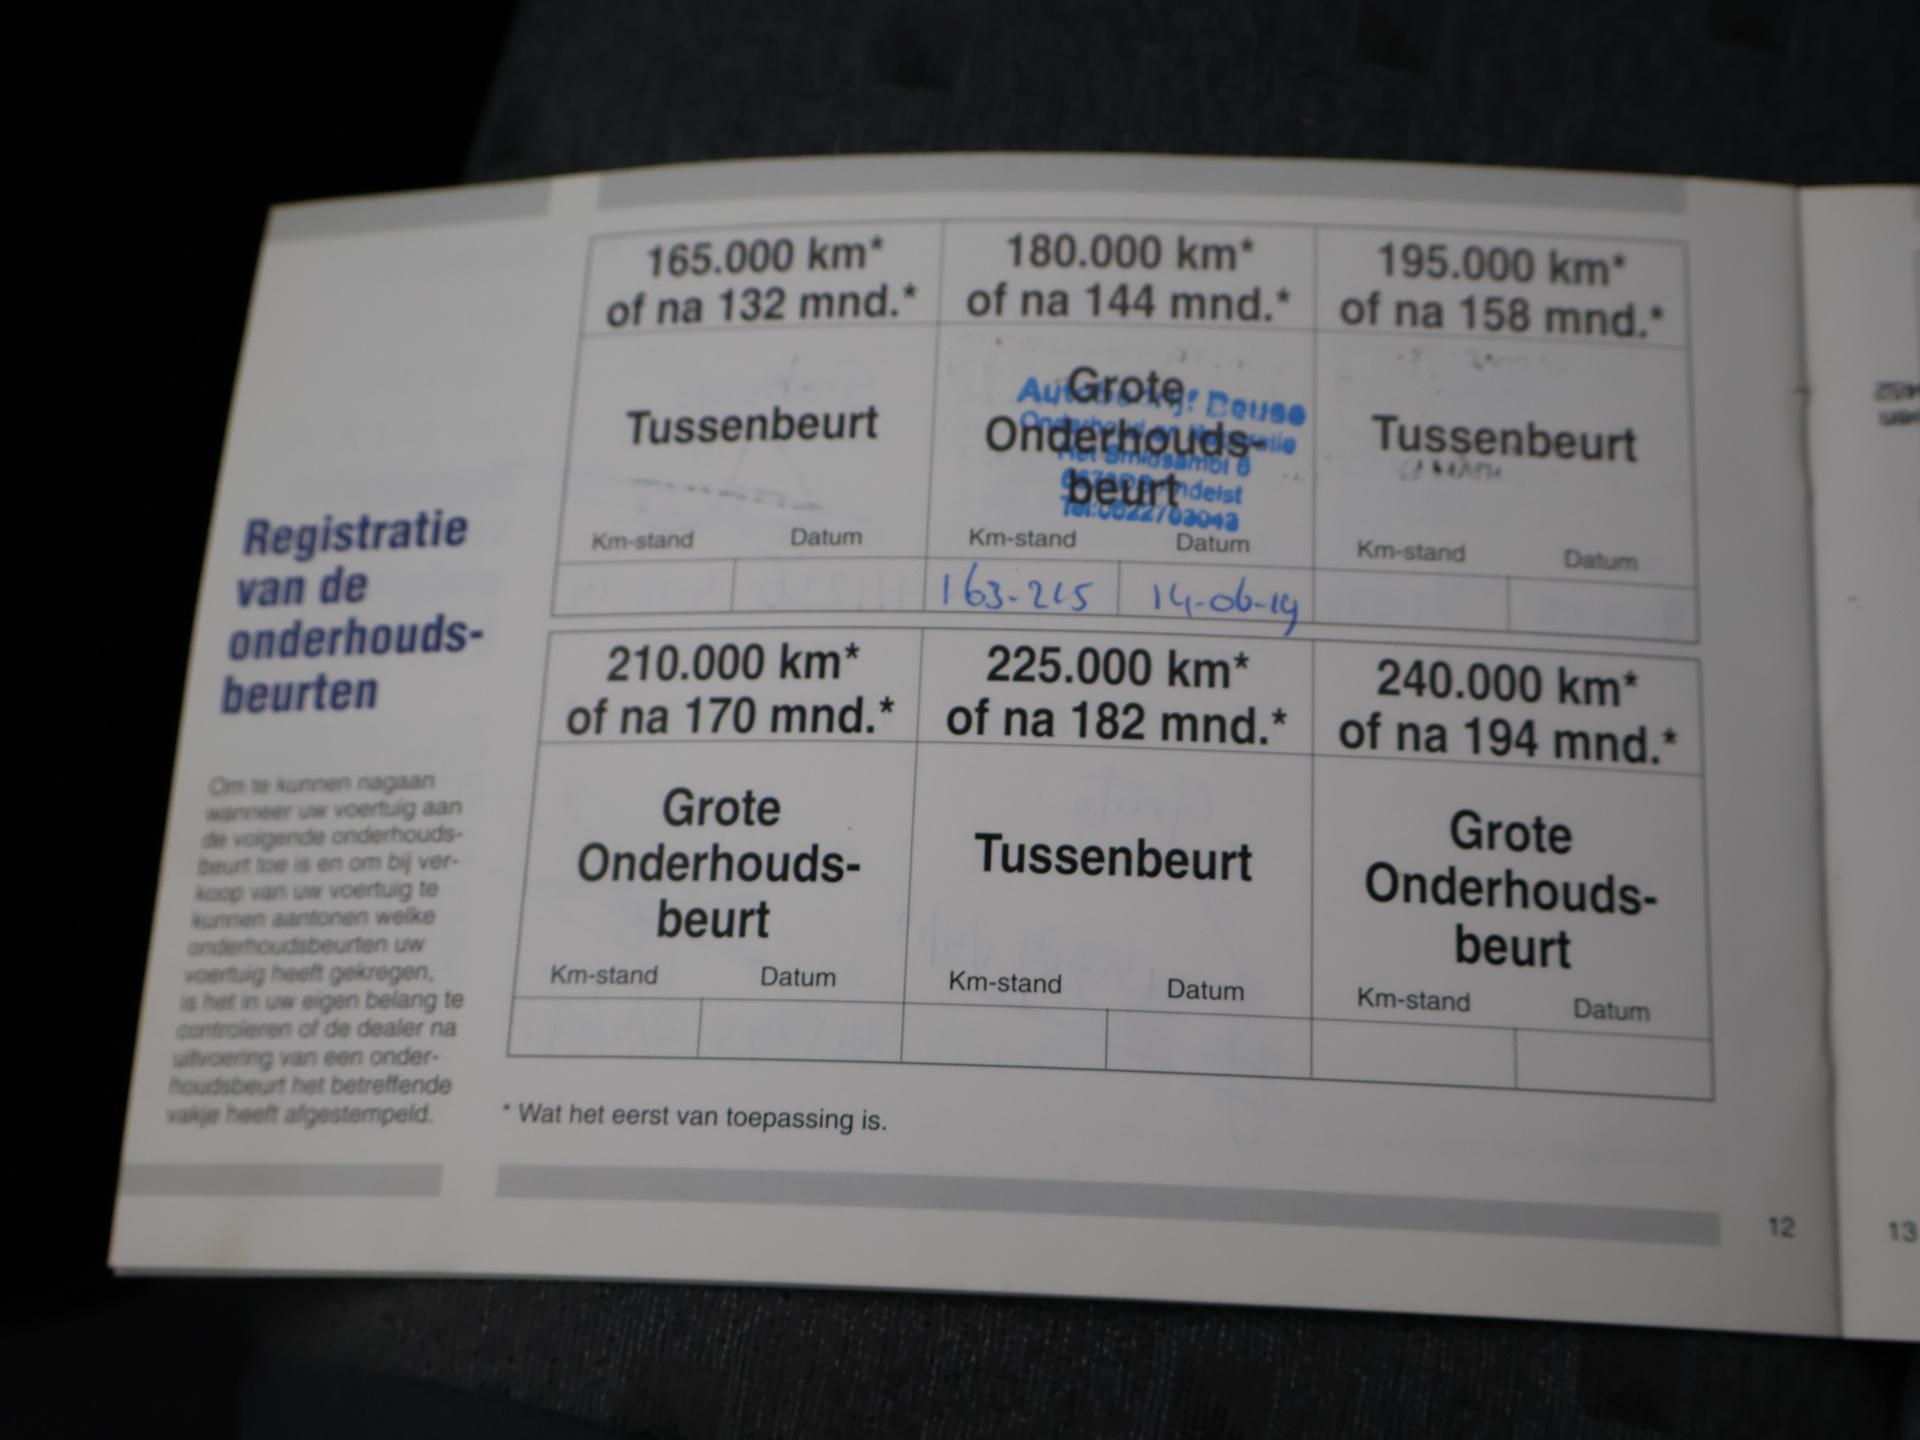 Registratie
van de
onderhouds-
beurten
Om te kunnen nagaan
wanneer uw voertuig aan
de volgende onderhouds-
beurt toe is en om bij ver-
koop van uw voertuig te
kunnen aantonen welke
onderhoudsbeurten uw
voertuig heeft gekregen,
is het in uw eigen belang te
controleren of de dealer na
uitvoering van een onder-
houdsbeurt het betreffende
vakje heeft afgestempeld.
165.000 km*
of na 132 mnd.*
Tussenbeurt
Km-stand Datum
180.000 km*
of na 144 mnd.*
Grote
Onderhouds-
beurt
Km-stand Datum
163-215 14-06-19
195.000 km*
of na 158 mnd.*
Tussenbeurt
Km-stand Datum
210.000 km*
of na 170 mnd.*
Grote
Onderhouds-
beurt
Km-stand Datum
225.000 km*
of na 182 mnd.*
Tussenbeurt
Km-stand Datum
240.000 km*
of na 194 mnd.*
Grote
Onderhouds-
beurt
Km-stand Datum
* Wat het eerst van toepassing is.
12
13